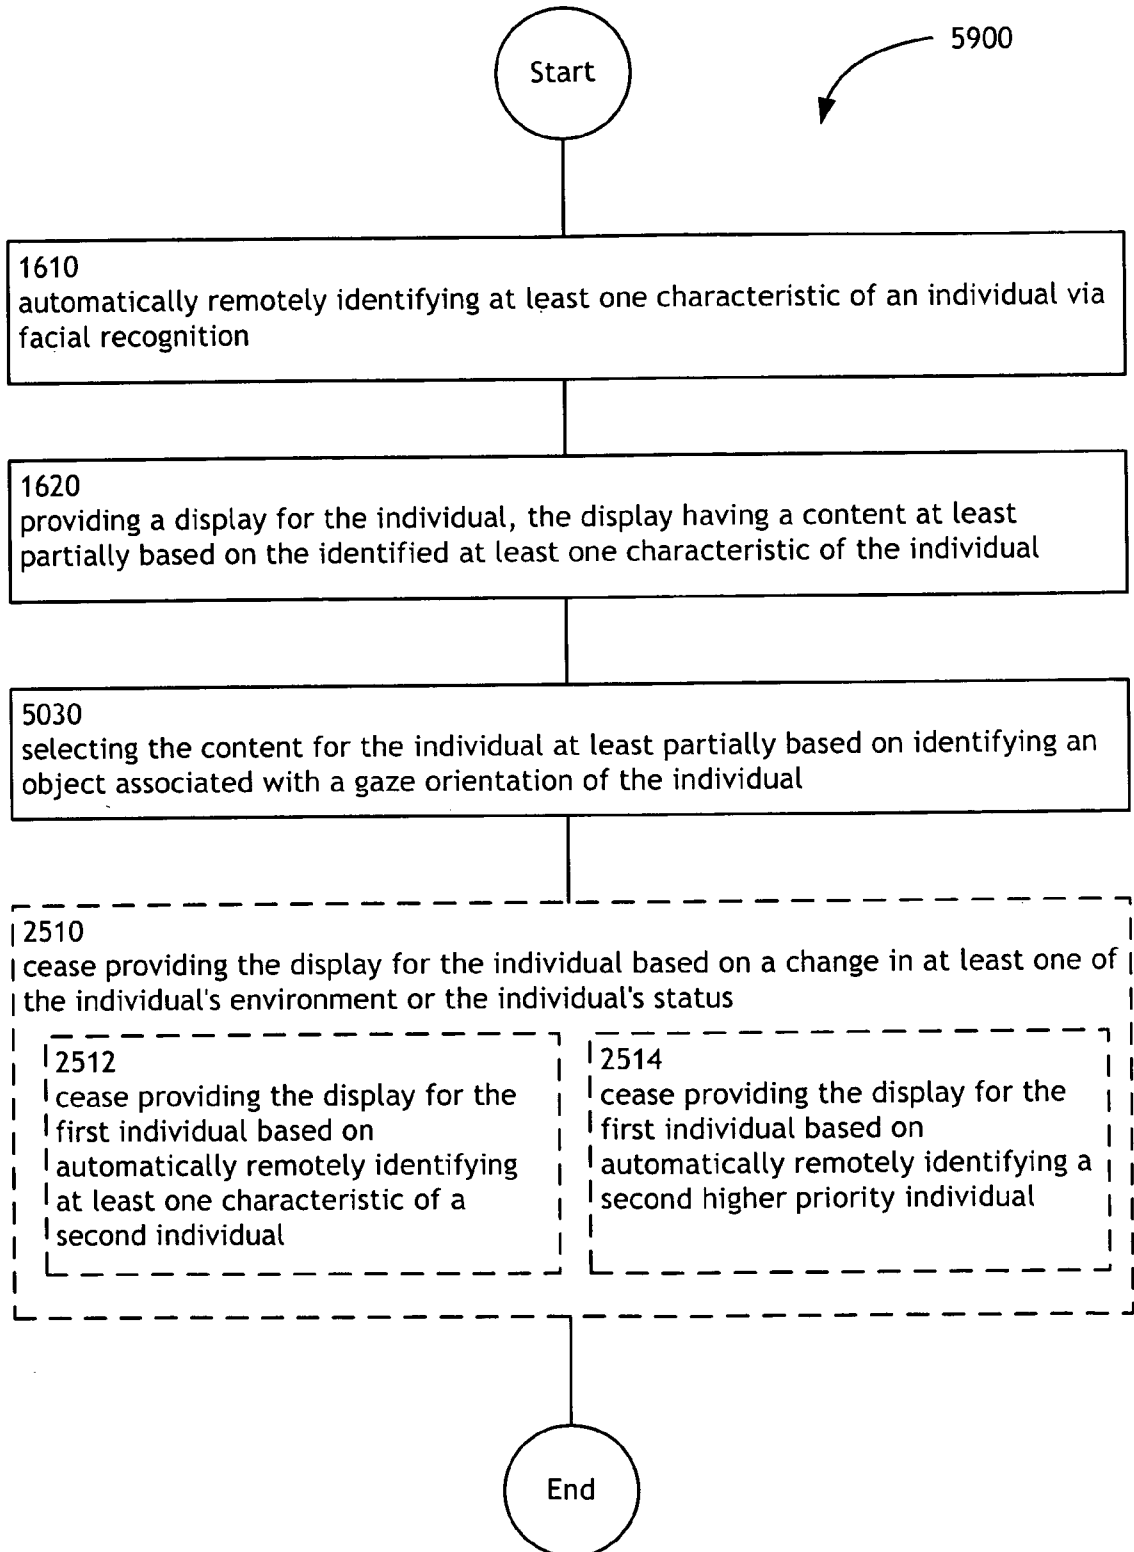 Start
5900
1610
automatically remotely identifying at least one characteristic of an individual via
facial recognition
1620
providing a display for the individual, the display having a content at least
partially based on the identified at least one characteristic of the individual
5030
selecting the content for the individual at least partially based on identifying an
object associated with a gaze orientation of the individual
2510
cease providing the display for the individual based on a change in at least one of
the individual's environment or the individual's status
2512
cease providing the display for the
first individual based on
automatically remotely identifying
at least one characteristic of a
second individual
2514
cease providing the display for the
first individual based on
automatically remotely identifying a
second higher priority individual
End